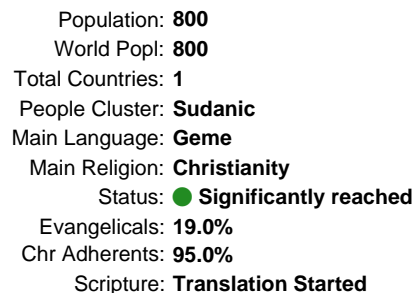 Population: 800
World Popl: 800
Total Countries: 1
People Cluster: Sudanic
Main Language: Geme
Main Religion: Christianity
Status: Significantly reached
Evangelicals: 19.0%
Chr Adherents: 95.0%
Scripture: Translation Started